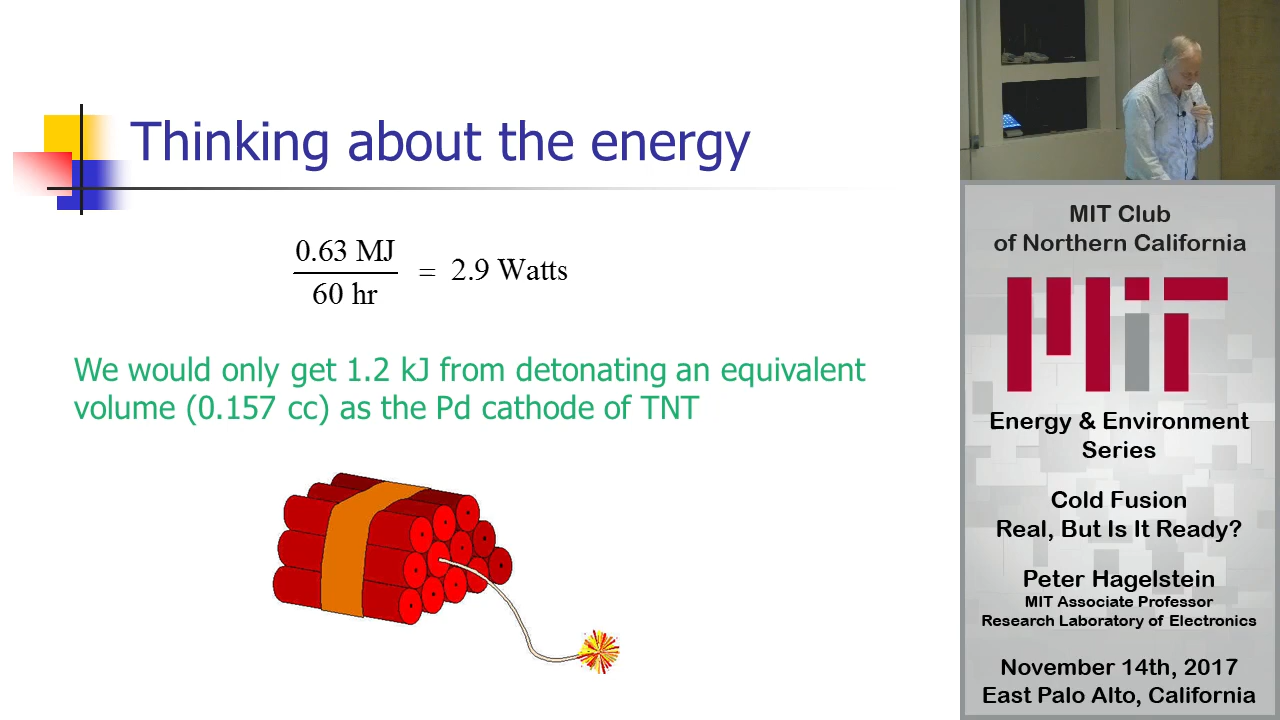 Thinking about the energy
0.63 MJ
60 hr
= 2.9 Watts
We would only get 1.2 kJ from detonating an equivalent
volume (0.157 cc) as the Pd cathode of TNT
MIT Club
of Northern California
MIT
Energy & Environment
Series
Cold Fusion
Real, But Is It Ready?
Peter Hagelstein
MIT Associate Professor
Research Laboratory of Electronics
November 14th, 2017
East Palo Alto, California